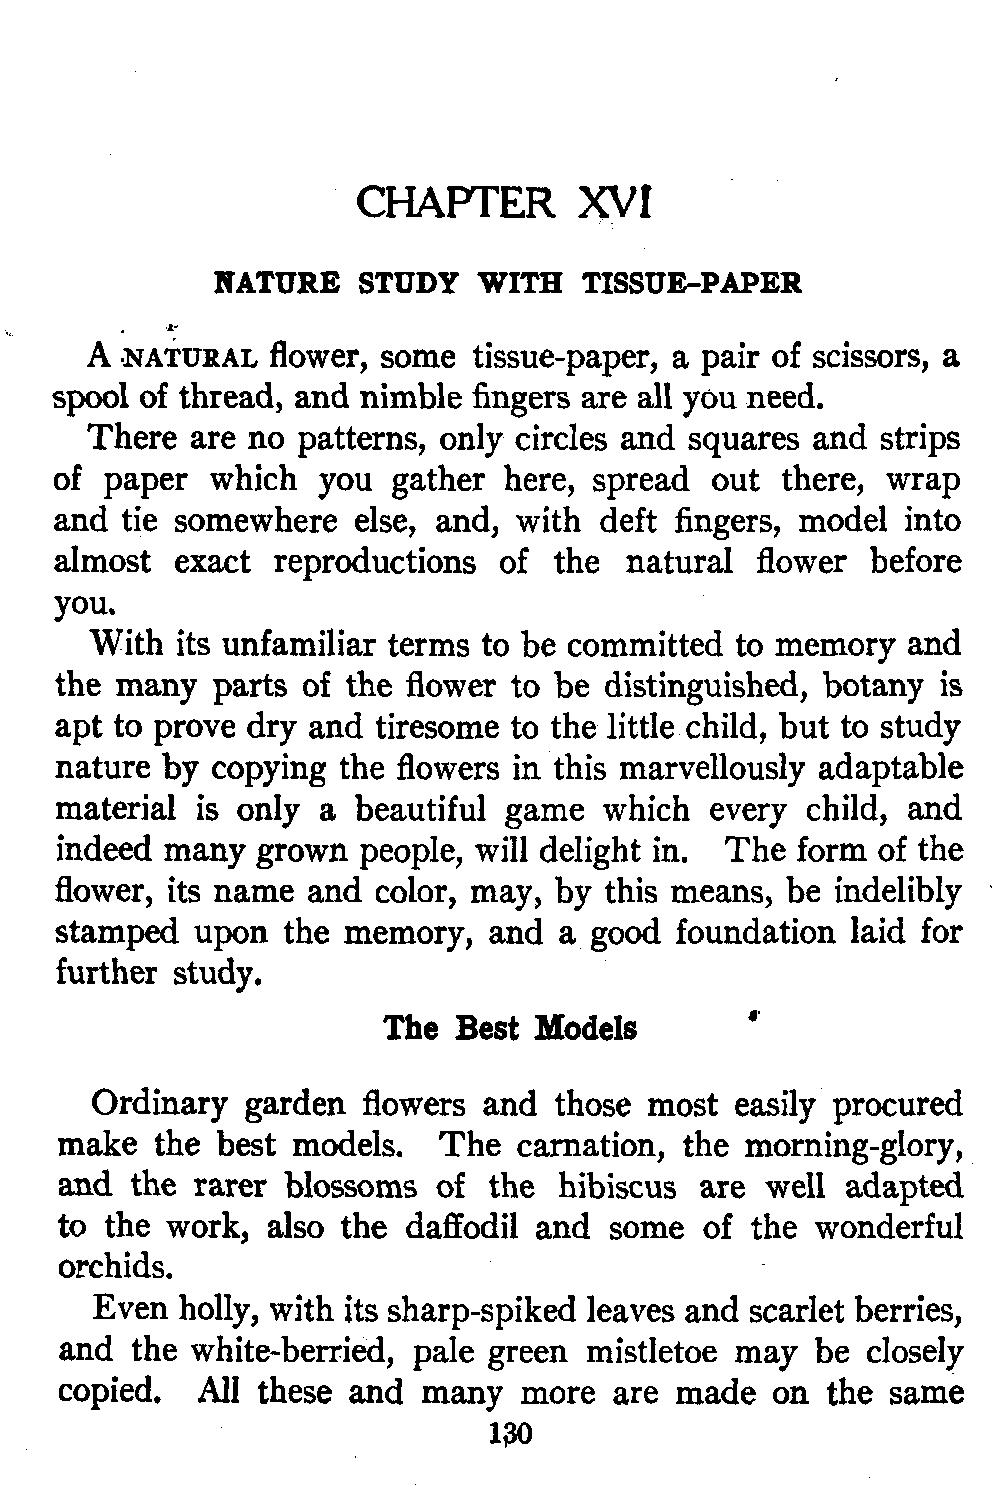 CHAPTER XVI
NATURE STUDY WITH TISSUE-PAPER
A NATURAL flower, some tissue-paper, a pair of scissors, a
spool of thread, and nimble fingers are all you need.
There are no patterns, only circles and squares and strips
of paper which you gather here, spread out there, wrap
and tie somewhere else, and, with deft fingers, model into
almost exact reproductions of the natural flower before
you.
With its unfamiliar terms to be committed to memory and
the many parts of the flower to be distinguished, botany is
apt to prove dry and tiresome to the little child, but to study
nature by copying the flowers in this marvellously adaptable
material is only a beautiful game which every child, and
indeed many grown people, will delight in. The form of the
flower, its name and color, may, by this means, be indelibly
stamped upon the memory, and a good foundation laid for
further study.
The Best Models
Ordinary garden flowers and those most easily procured
make the best models. The carnation, the morning-glory,
and the rarer blossoms of the hibiscus are well adapted
to the work, also the daffodil and some of the wonderful
orchids.
Even holly, with its sharp-spiked leaves and scarlet berries,
and the white-berried, pale green mistletoe may be closely
copied. All these and many more are made on the same
130